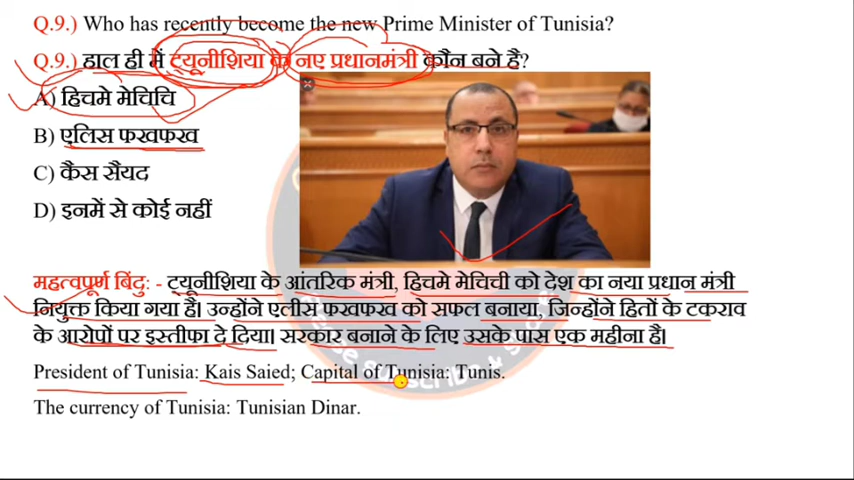 Q.9.) Who has recently become the new Prime Minister of Tunisia?
Q.9.) हाल ही में ट्यूनीशिया के नए प्रधानमंत्री कौन बने है?
A) हिचमे मेचिचि
B) एलिस फखफख
C) कैस सैयद
D) इनमें से कोई नहीं
महत्वपूर्ण बिंदु: - ट्यूनीशिया के आंतरिक मंत्री, हिचमे मेचिची को देश का नया प्रधान मंत्री
नियुक्त किया गया है। उन्होंने एलीस फखफख को सफल बनाया, जिन्होंने हितों के टकराव
के आरोपों पर इस्तीफा दे दिया। सरकार बनाने के लिए उसके पास एक महीना है।
President of Tunisia: Kais Saied; Capital of Tunisia: Tunis.
The currency of Tunisia: Tunisian Dinar.